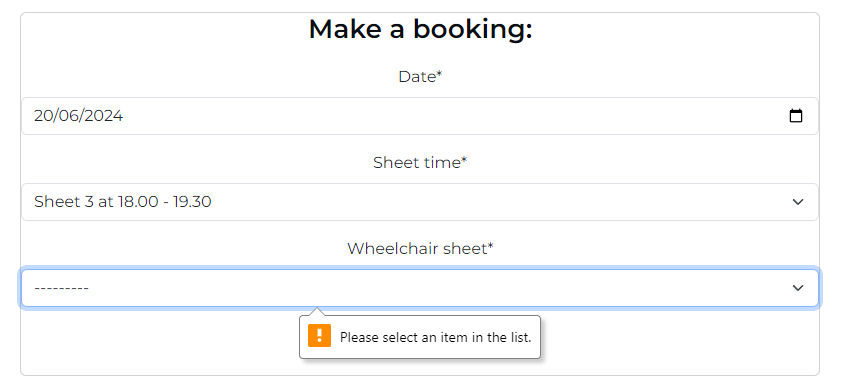 Make a booking:
Date*
20/06/2024
Sheet time*
Sheet 3 at 18.00 - 19.30
Wheelchair sheet*
---------
Please select an item in the list.